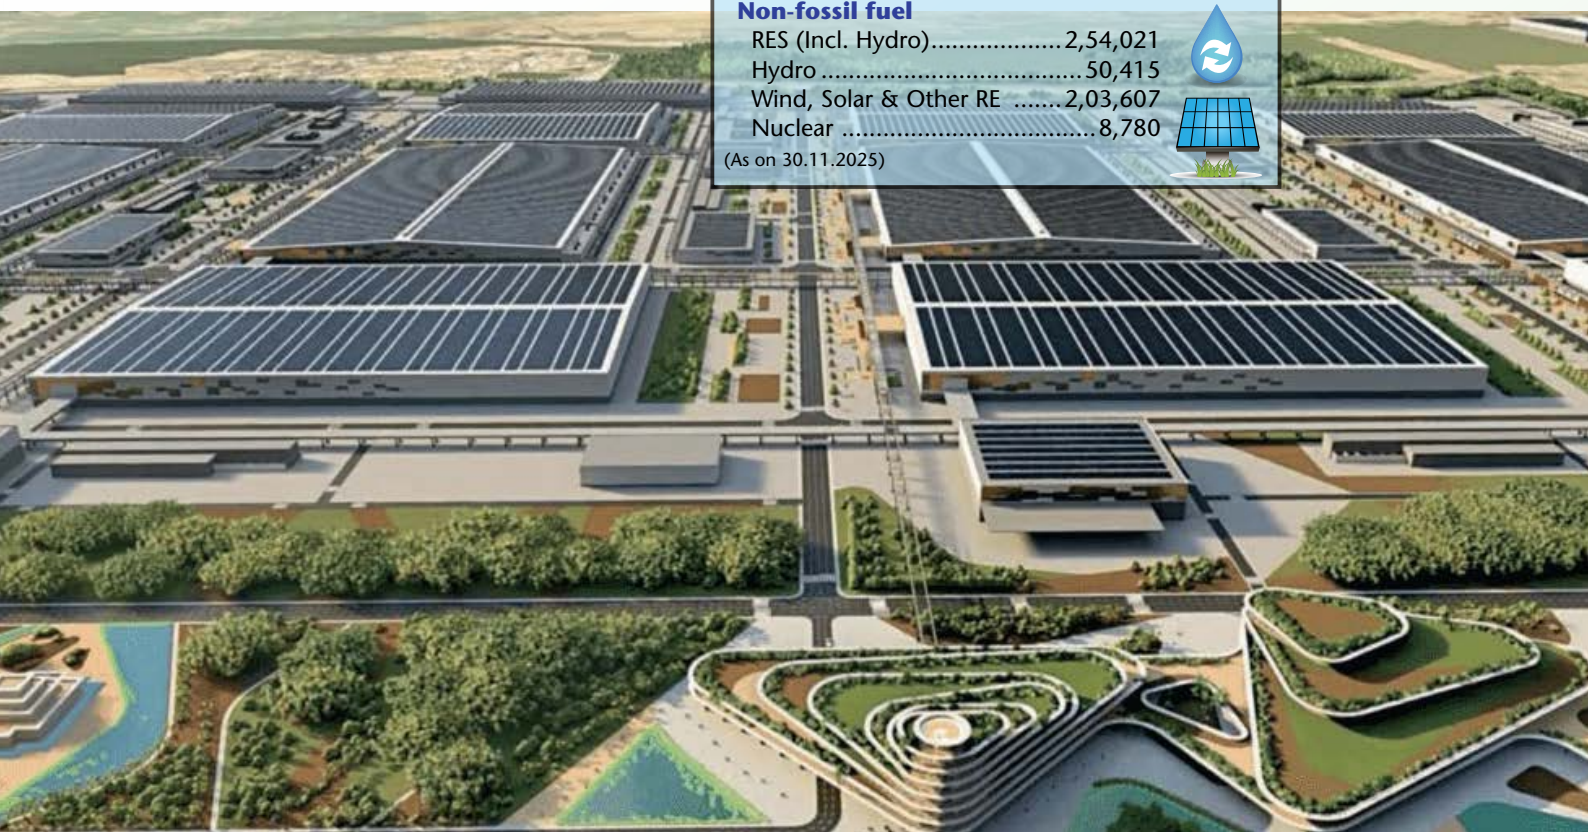 Non-fossil fuel
RES (Incl. Hydro)...................2,54,021
Hydro ...................................50,415
Wind, Solar & Other RE .......2,03,607
Nuclear ..................................8,780
(As on 30.11.2025)